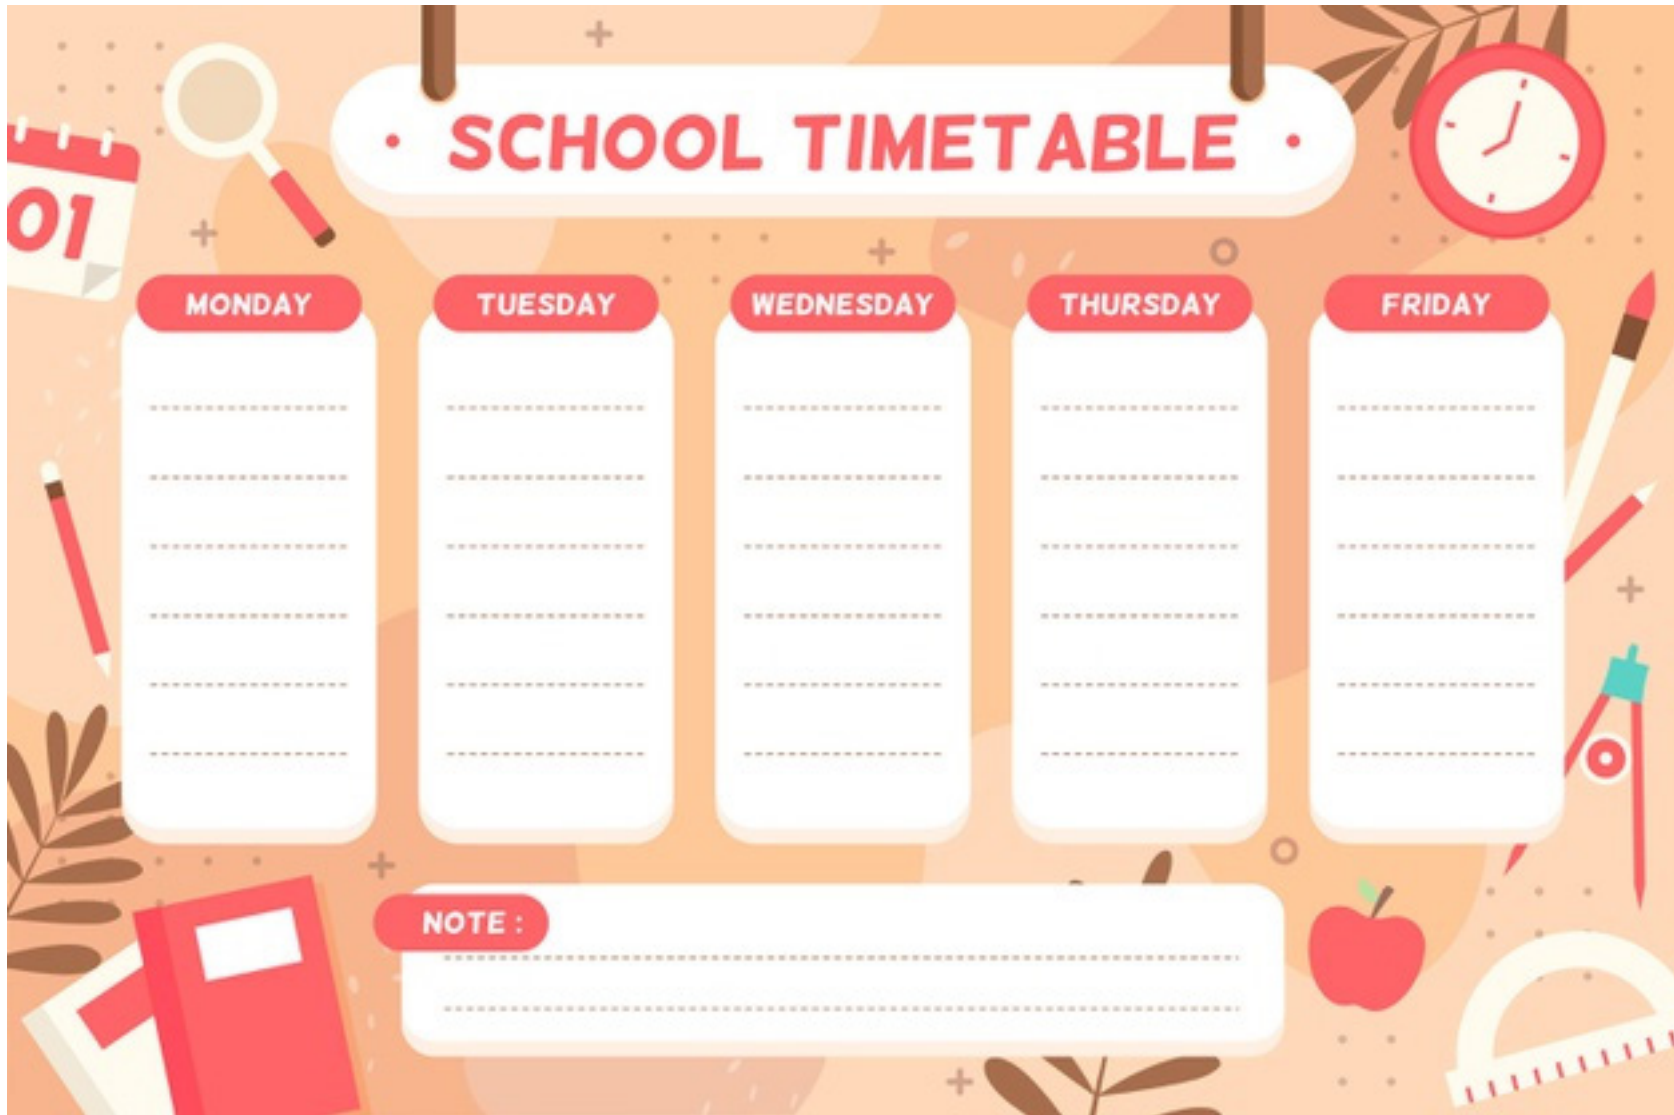 SCHOOL TIMETABLE
01
MONDAY
TUESDAY
WEDNESDAY
THURSDAY
FRIDAY
NOTE :